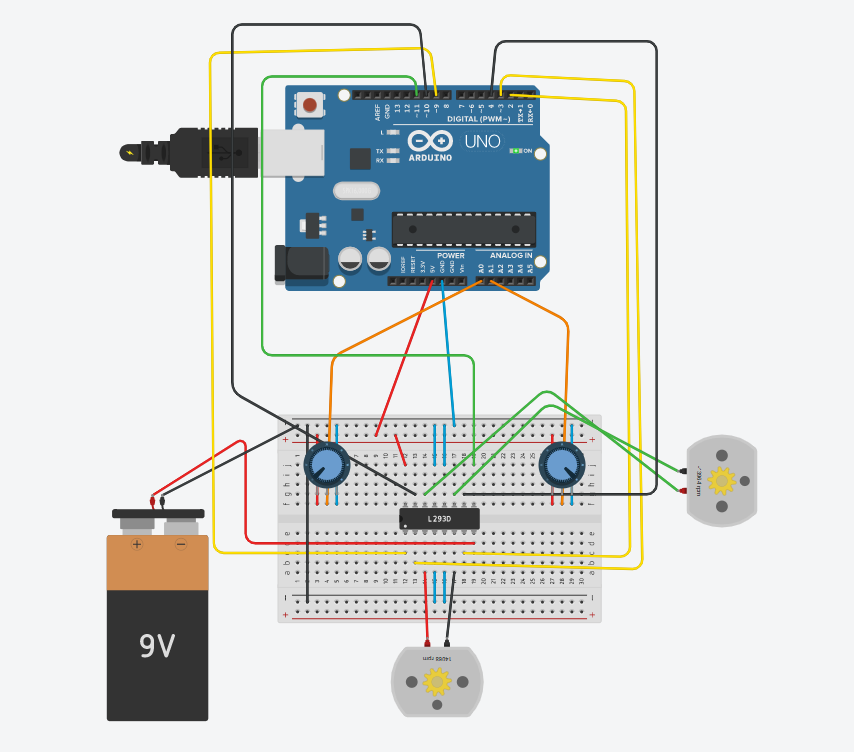 AREF
GND
13
12
~11
~10
~9
8
7
~6
~5
4
~3
2
TX→1
RX←0
DIGITAL (PWM~)
L
TX
RX
ARDUINO
UNO
ON
POWER
ANALOG IN
IOREF
RESET
3.3V
5V
GND
GND
Vin
A0
A1
A2
A3
A4
A5
L293D
9V
14088 rpm